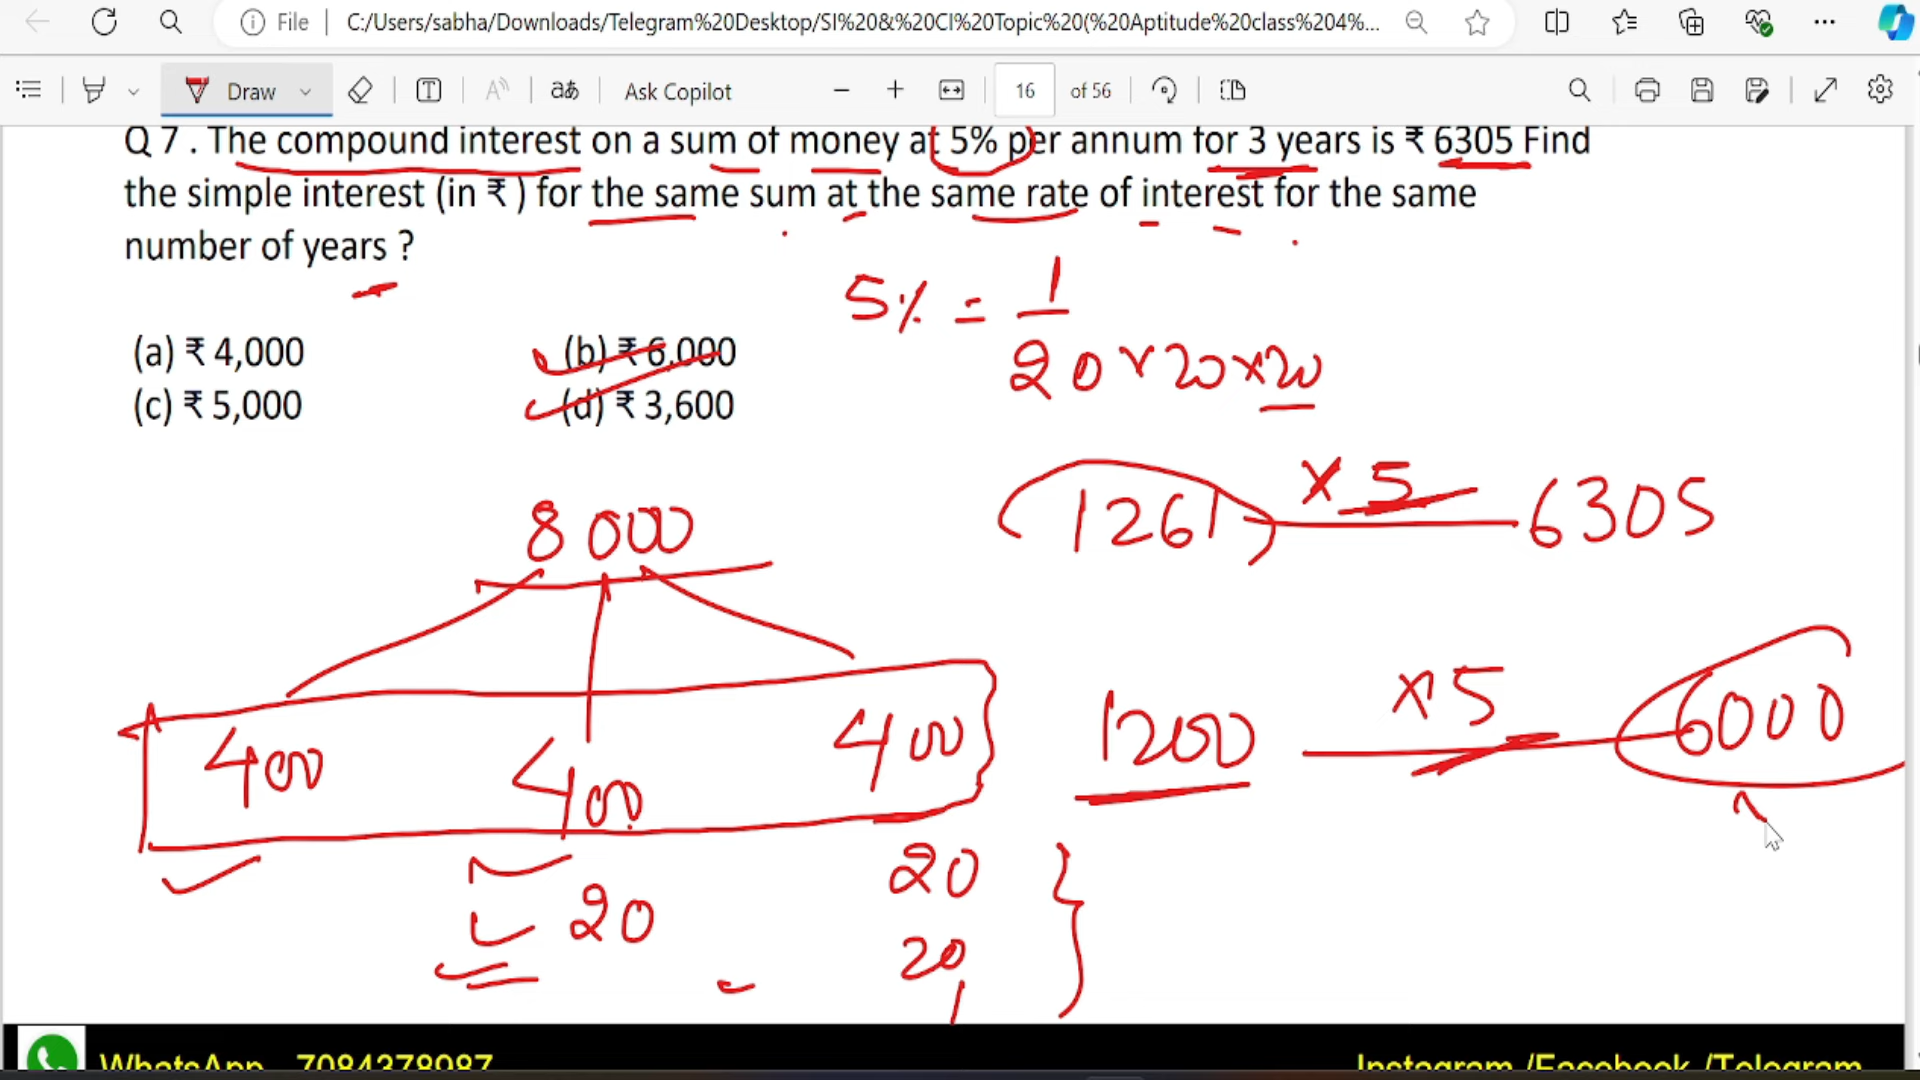 File C:/Users/sabha/Downloads/Telegram%20Desktop/SI%20&%20CI%20Topic%20(%20Aptitude%20class%204%...
Draw Ask Copilot 16 of 56
Q 7 . The compound interest on a sum of money at 5% per annum for 3 years is ₹ 6305 Find
the simple interest (in ₹ ) for the same sum at the same rate of interest for the same
number of years ?
5% = 1
20 × 20 × 20
(a) ₹ 4,000 (b) ₹ 6,000
(c) ₹ 5,000 (d) ₹ 3,600
8000
1261 × 5 6305
400 400 400
1200 × 5 6000
20 20
20
1
WhatsApp 7084378987 Instagram /Facebook /Telegram